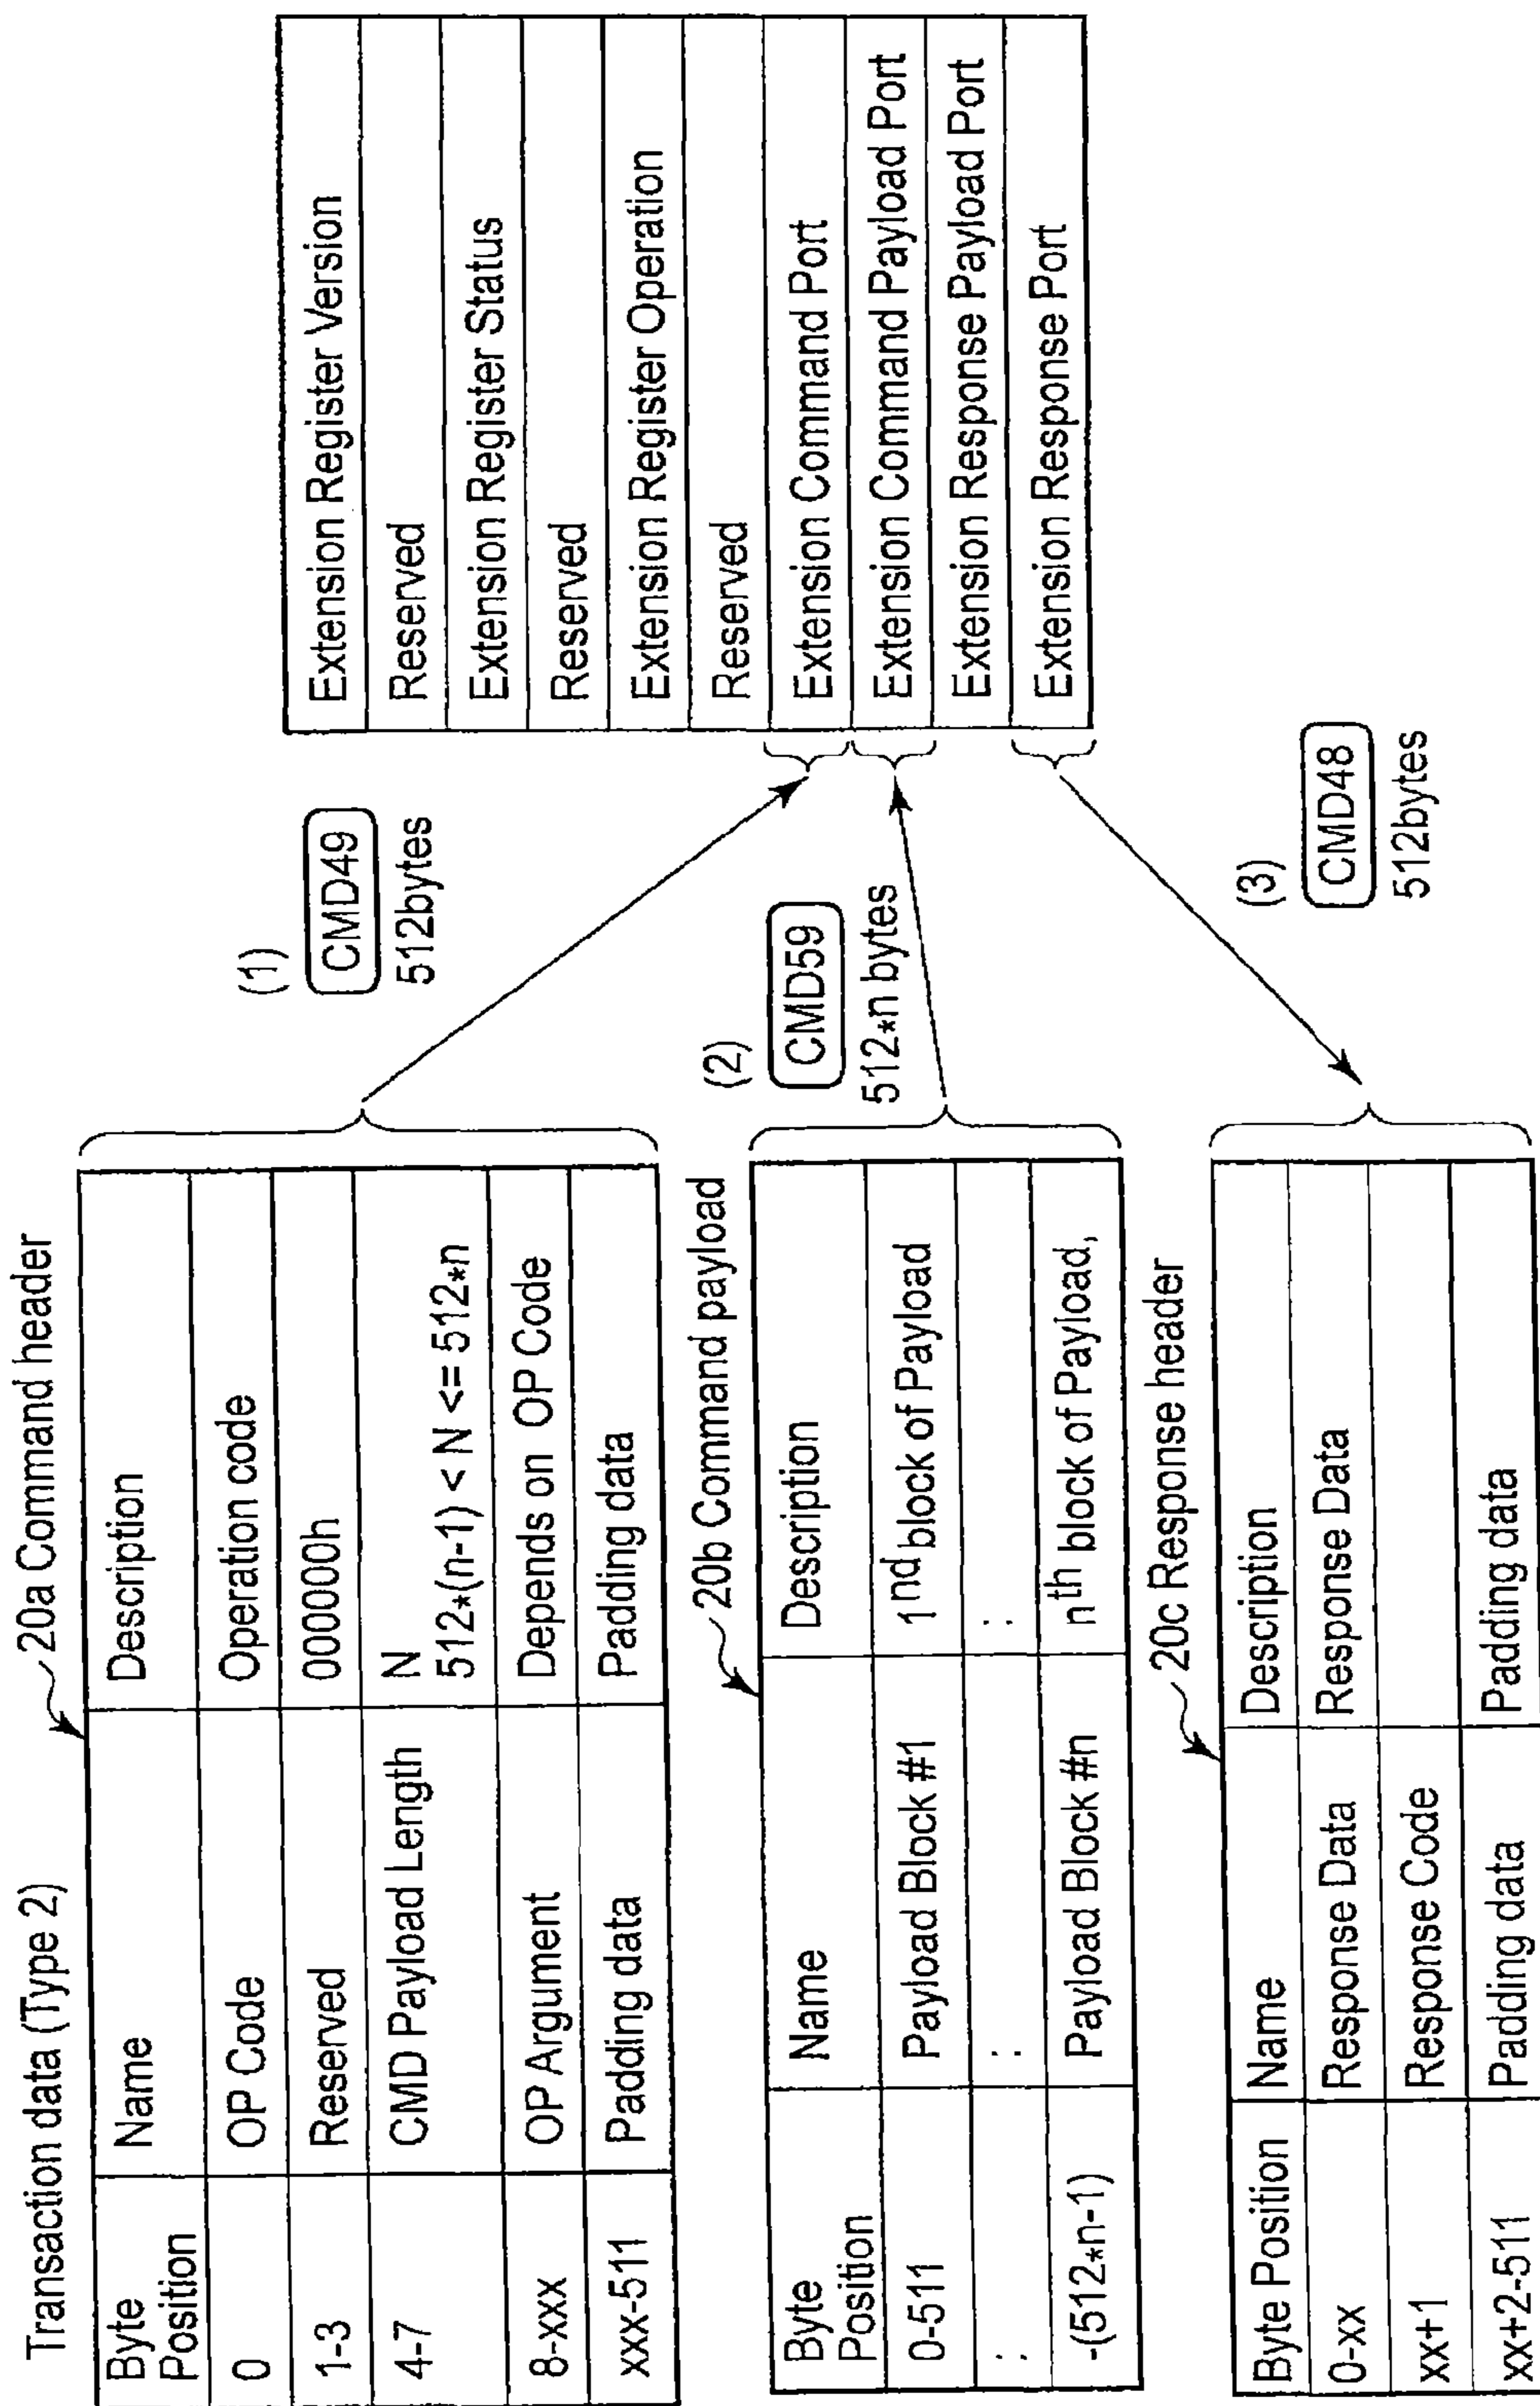 Transaction data (Type 2)
20a Command header
Byte Position	Name	Description
0	OP Code	Operation code
1-3	Reserved	000000h
4-7	CMD Payload Length	N
512*(n-1) < N <= 512*n
8-xxx	OP Argument	Depends on OP Code
xxx-511	Padding data	Padding data
20b Command payload
Byte Position	Name	Description
0-511	Payload Block #1	1nd block of Payload
:	:	:
-(512*n-1)	Payload Block #n	nth block of Payload,
20c Response header
Byte Position	Name	Description
0-xx	Response Data	Response Data
xx+1	Response Code
xx+2-511	Padding data	Padding data
(1)
CMD49
512bytes
(2)
CMD59
512*n bytes
(3)
CMD48
512bytes
Extension Register Version
Reserved
Extension Register Status
Reserved
Extension Register Operation
Reserved
Extension Command Port
Extension Command Payload Port
Extension Response Payload Port
Extension Response Port